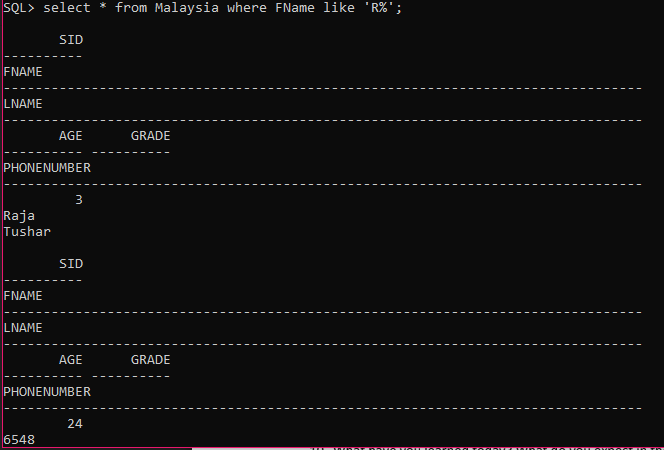 SQL> select * from Malaysia where FName like 'R%';
SID
----------
FNAME
--------------------------------------------------------------------------------
LNAME
--------------------------------------------------------------------------------
AGE      GRADE
---------- ----------
PHONENUMBER
--------------------------------------------------------------------------------
3
Raja
Tushar
SID
----------
FNAME
--------------------------------------------------------------------------------
LNAME
--------------------------------------------------------------------------------
AGE      GRADE
---------- ----------
PHONENUMBER
--------------------------------------------------------------------------------
24
6548